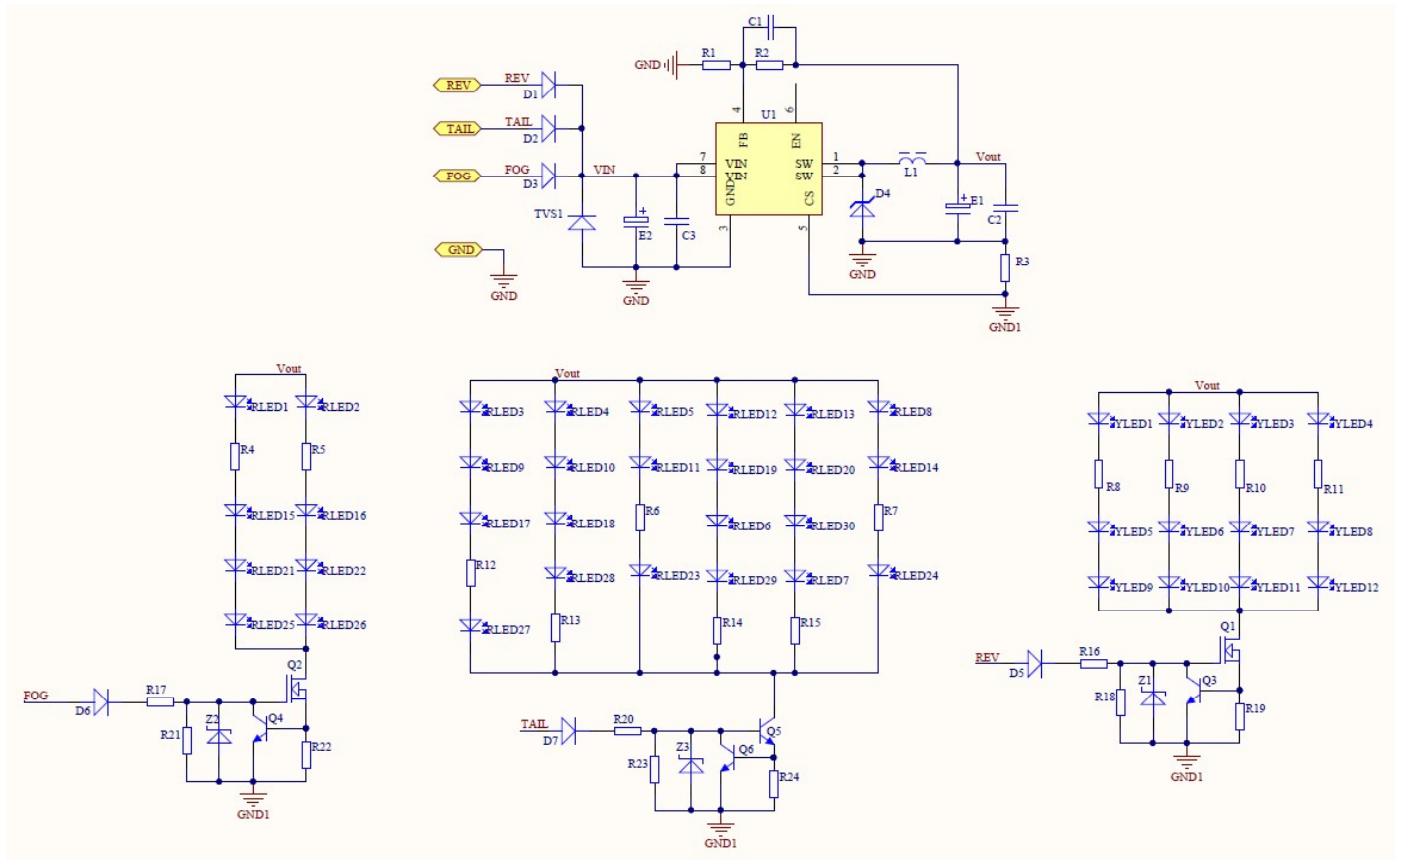 C1
GND R1 R2
REV REV D1
4 6
U1
TAIL TAIL D2
FB EN
FOG FOG D3 VIN
7 VIN SW 1
8 VIN SW 2
L1 Vout
GND CS
TVS1 E2 C3 3 5
D4 E1 C2
GND
GND
GND
GND
R3
GND1
Vout
RLED1 RLED2
R4 R5
RLED15 RLED16
RLED21 RLED22
RLED25 RLED26
Q2
FOG D6 R17
R21 Z2 Q4 R22
GND1
Vout
RLED3 RLED4 RLED5 RLED12 RLED13 RLED8
RLED9 RLED10 RLED11 RLED19 RLED20 RLED14
R6 R7
RLED17 RLED18 RLED6 RLED30
R12 RLED28 RLED23 RLED29 RLED7 RLED24
RLED27 R13 R14 R15
TAIL D7 R20 Q5
R23 Z3 Q6 R24
GND1
Vout
YLED1 YLED2 YLED3 YLED4
R8 R9 R10 R11
YLED5 YLED6 YLED7 YLED8
YLED9 YLED10 YLED11 YLED12
Q1
REV D5 R16
R18 Z1 Q3 R19
GND1